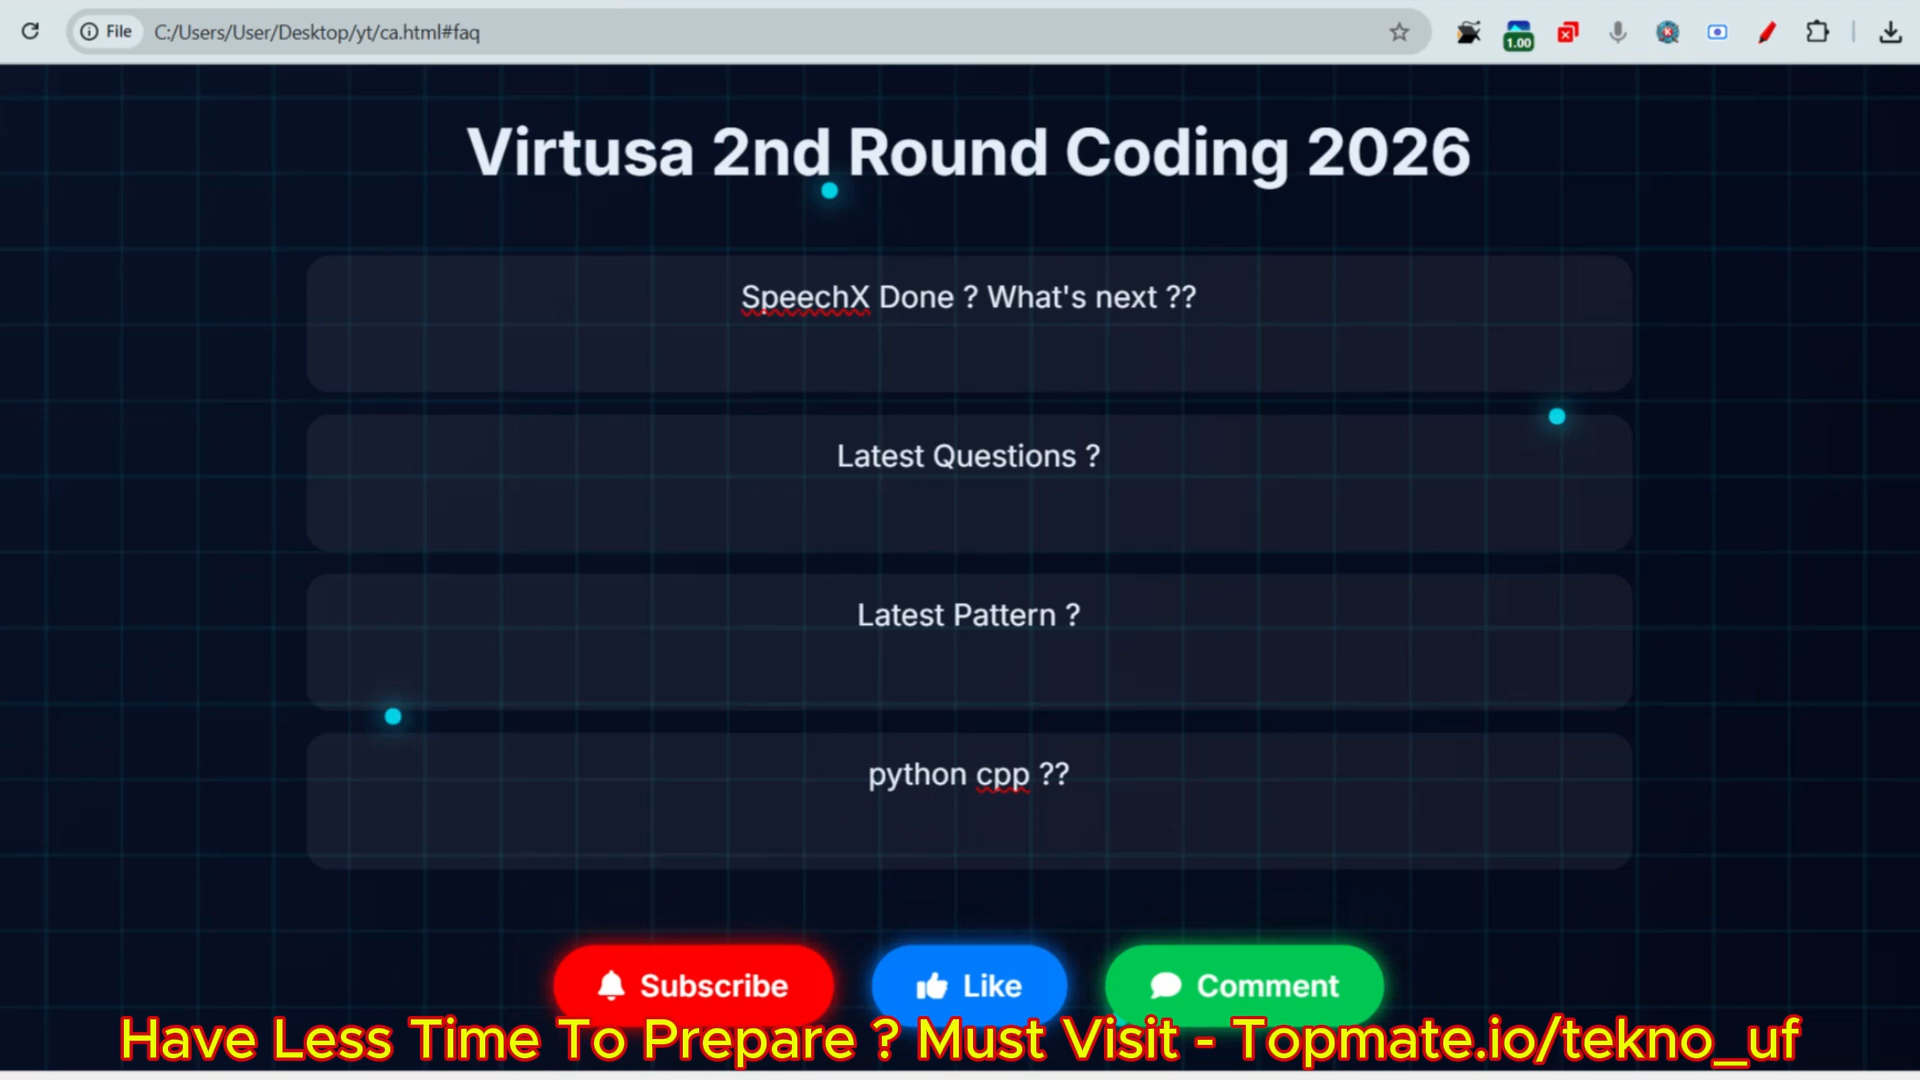 File C:/Users/User/Desktop/yt/ca.html#faq
1.00
Virtusa 2nd Round Coding 2026
SpeechX Done ? What's next ??
Latest Questions ?
Latest Pattern ?
python cpp ??
Subscribe Like Comment
Have Less Time To Prepare ? Must Visit - Topmate.io/tekno_uf